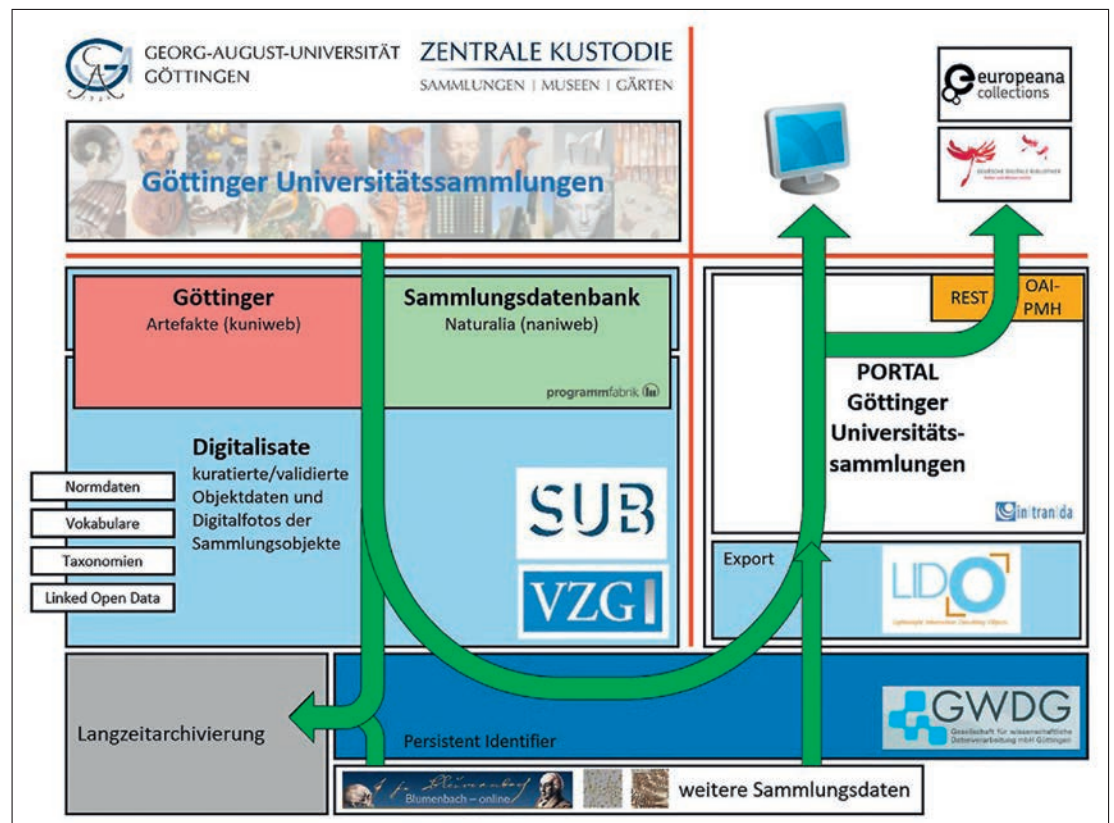 GEORG-AUGUST-UNIVERSITÄT
GÖTTINGEN
ZENTRALE KUSTODIE
SAMMLUNGEN | MUSEEN | GÄRTEN
Göttinger Universitätssammlungen
europeana
collections
DEUTSCHE DIGITALE BIBLIOTHEK
Göttinger
Artefakte (kuniweb)
Sammlungsdatenbank
Naturalia (naniweb)
programmfabrik
REST
OAI-
PMH
PORTAL
Göttinger
Universitäts-
sammlungen
intranda
Digitalisate
kuratierte/validierte
Objektdaten und
Digitalfotos der
Sammlungsobjekte
Normdaten
Vokabulare
Taxonomien
Linked Open Data
SUB
VZG
Export
LIDO
Langzeitarchivierung
Persistent Identifier
GWDG
Gesellschaft für wissenschaftliche
Datenverarbeitung mbH Göttingen
Blumenbach – online
weitere Sammlungsdaten